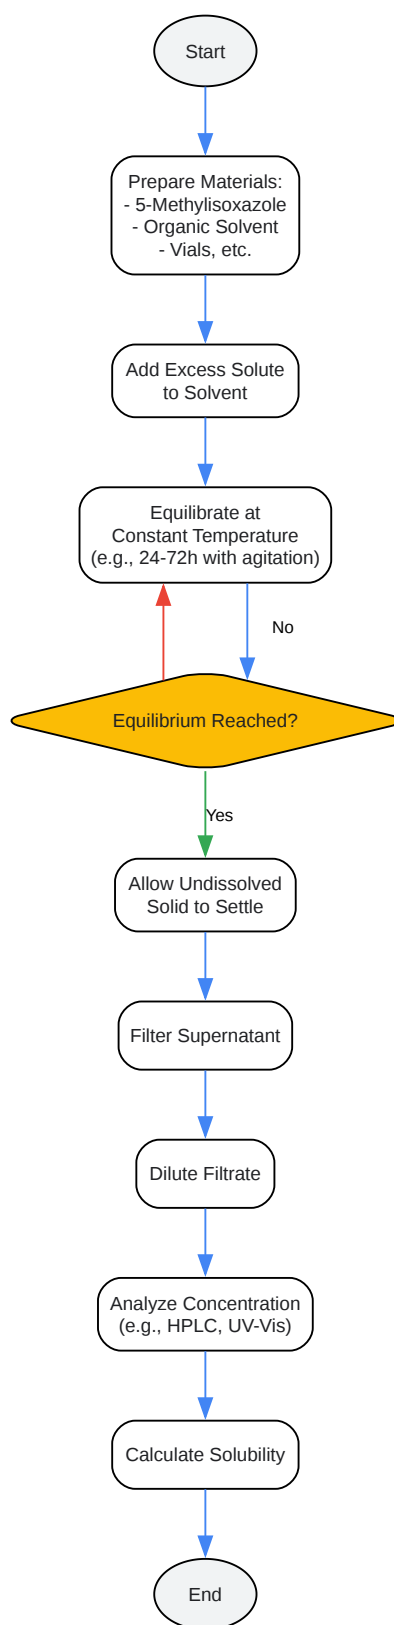 Start
Prepare Materials:
- 5-Methylisoxazole
- Organic Solvent
- Vials, etc.
Add Excess Solute
to Solvent
Equilibrate at
Constant Temperature
(e.g., 24-72h with agitation)
No
Equilibrium Reached?
Yes
Allow Undissolved
Solid to Settle
Filter Supernatant
Dilute Filtrate
Analyze Concentration
(e.g., HPLC, UV-Vis)
Calculate Solubility
End